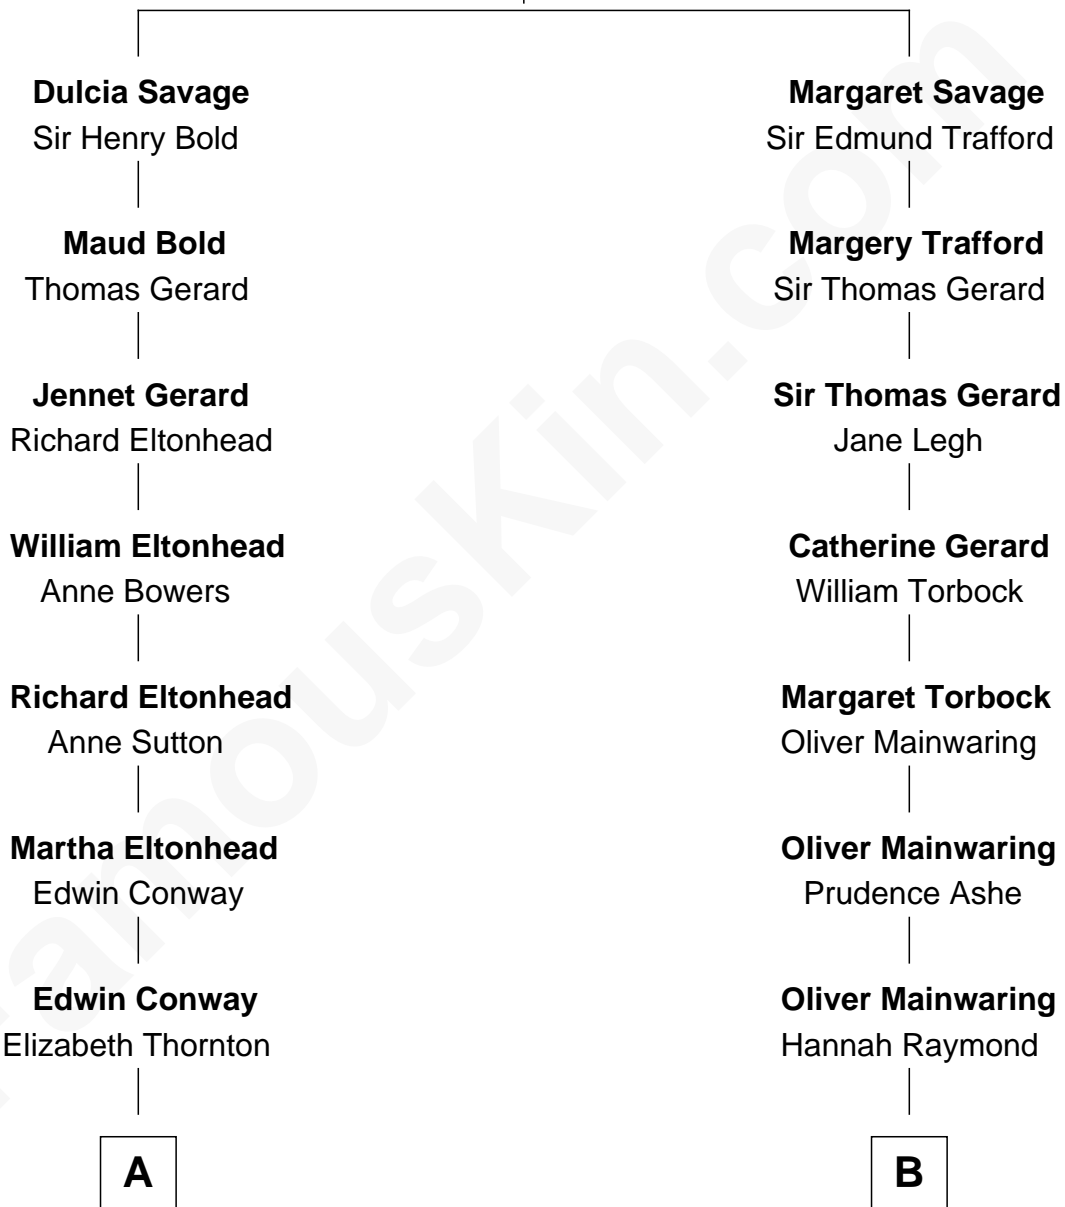 Dulcia Savage
Sir Henry Bold
Margaret Savage
Sir Edmund Trafford
Maud Bold
Thomas Gerard
Margery Trafford
Sir Thomas Gerard
Jennet Gerard
Richard Eltonhead
Sir Thomas Gerard
Jane Legh
William Eltonhead
Anne Bowers
Catherine Gerard
William Torbock
Richard Eltonhead
Anne Sutton
Margaret Torbock
Oliver Mainwaring
Martha Eltonhead
Edwin Conway
Oliver Mainwaring
Prudence Ashe
Edwin Conway
Elizabeth Thornton
Oliver Mainwaring
Hannah Raymond
A
B
FamousKin.com